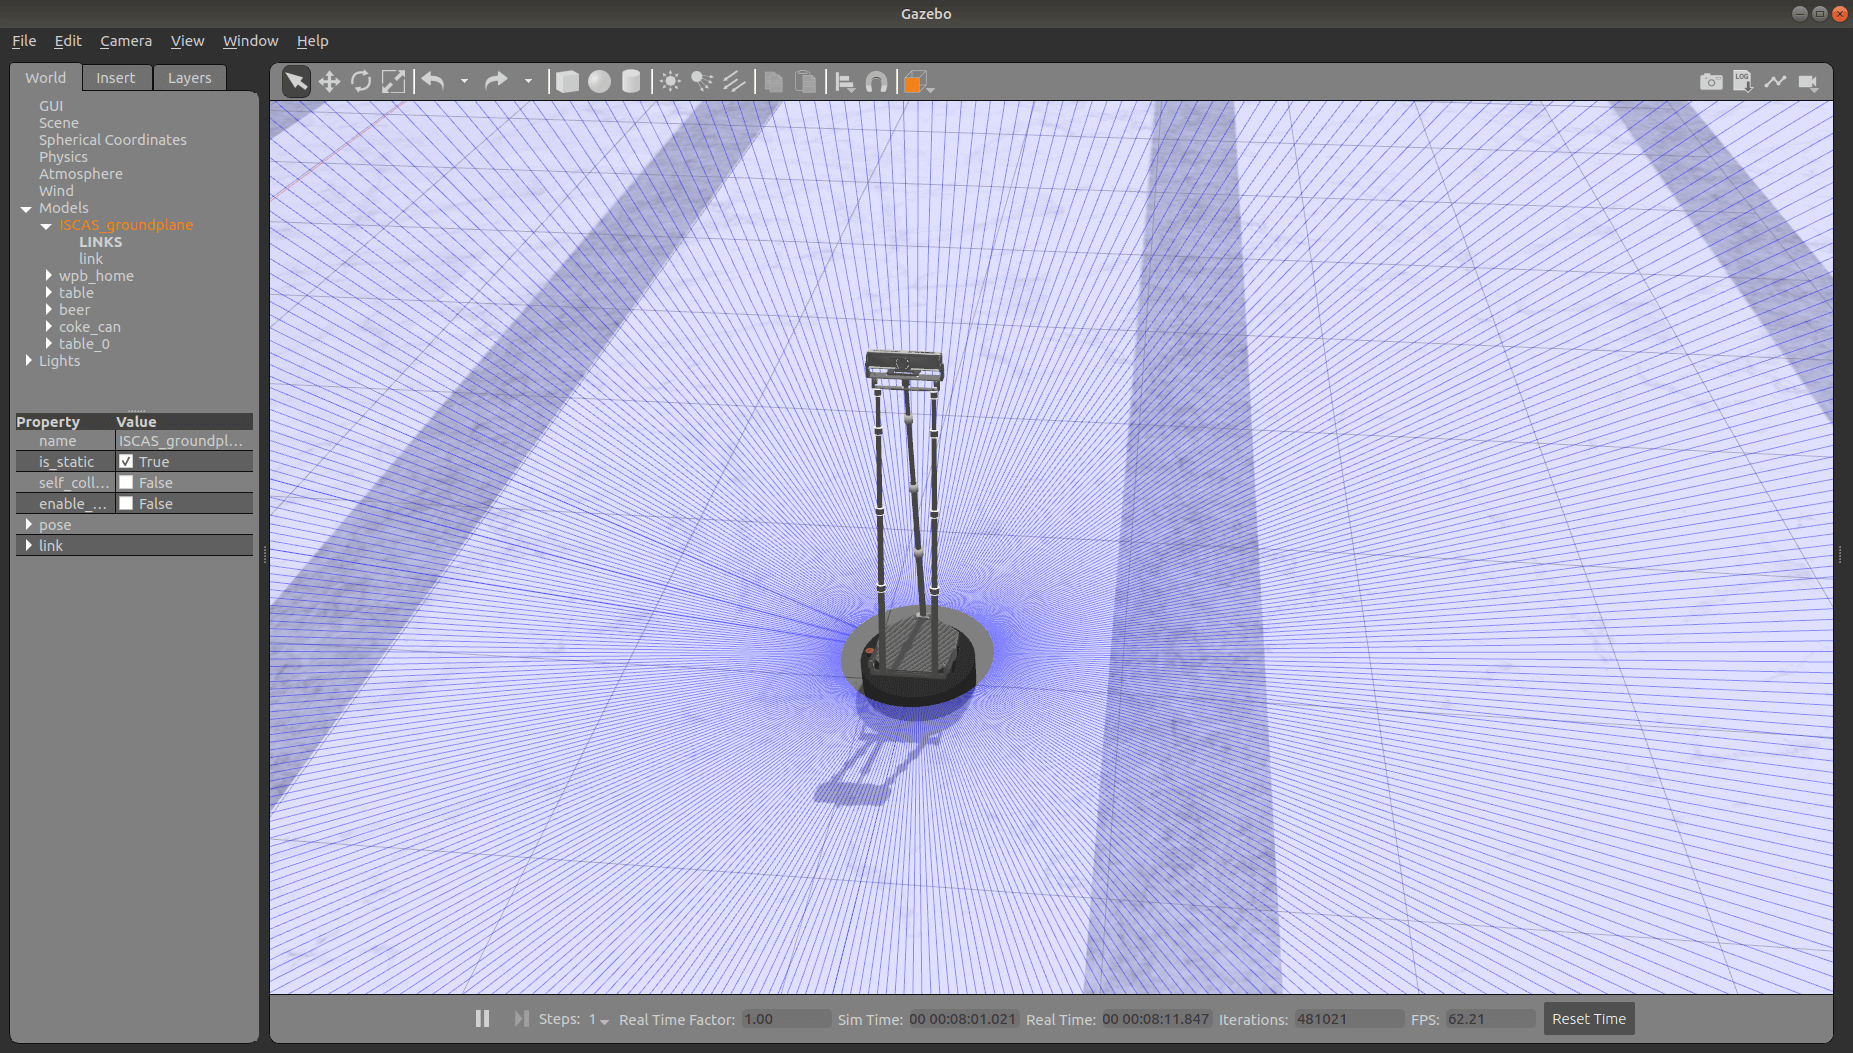 Gazebo
File Edit Camera View Window Help
World Insert Layers
GUI
Scene
Spherical Coordinates
Physics
Atmosphere
Wind
Models
ISCAS_groundplane
LINKS
link
wpb_home
table
beer
coke_can
table_0
Lights
Property Value
name ISCAS_groundpl...
is_static True
self_coll... False
enable_... False
pose
link
LOG
Steps: 1 Real Time Factor: 1.00 Sim Time: 00 00:08:01.021 Real Time: 00 00:08:11.847 Iterations: 481021 FPS: 62.21 Reset Time